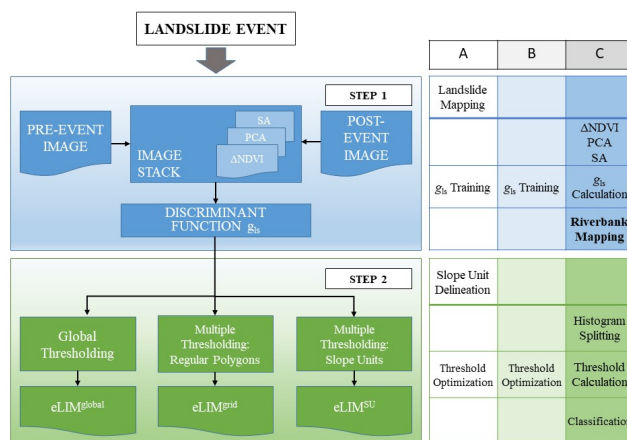 LANDSLIDE EVENT
STEP 1
PRE-EVENT
IMAGE
IMAGE
STACK
SA
PCA
ΔNDVI
POST-
EVENT
IMAGE
DISCRIMINANT
FUNCTION gls
STEP 2
Global
Thresholding
Multiple
Thresholding:
Regular Polygons
Multiple
Thresholding:
Slope Units
eLIMglobal
eLIMgrid
eLIMSU
A B C
Landslide
Mapping
ΔNDVI
PCA
SA
gls Training gls Training gls
Calculation
Riverbank
Mapping
Slope Unit
Delineation
Histogram
Splitting
Threshold Threshold Threshold
Optimization Optimization Calculation
Classification